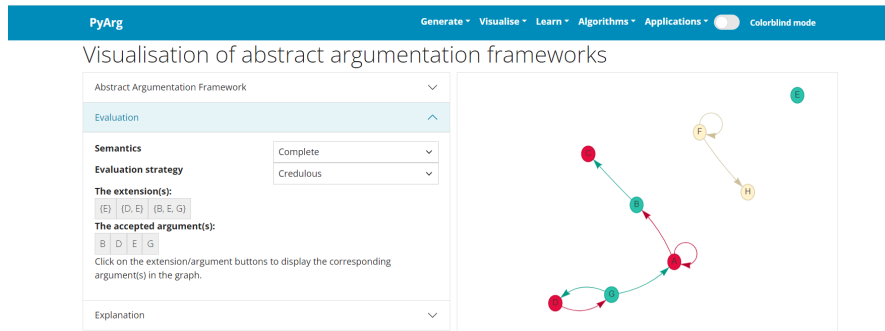 PyArg
Generate Visualise Learn Algorithms Applications Colorblind mode
Visualisation of abstract argumentation frameworks
Abstract Argumentation Framework
Evaluation
Semantics
Complete
Evaluation strategy
Credulous
The extension(s):
{E} {D, E} {B, E, G}
The accepted argument(s):
B D E G
Click on the extension/argument buttons to display the corresponding
argument(s) in the graph.
Explanation
E
F
C
H
B
A
G
D